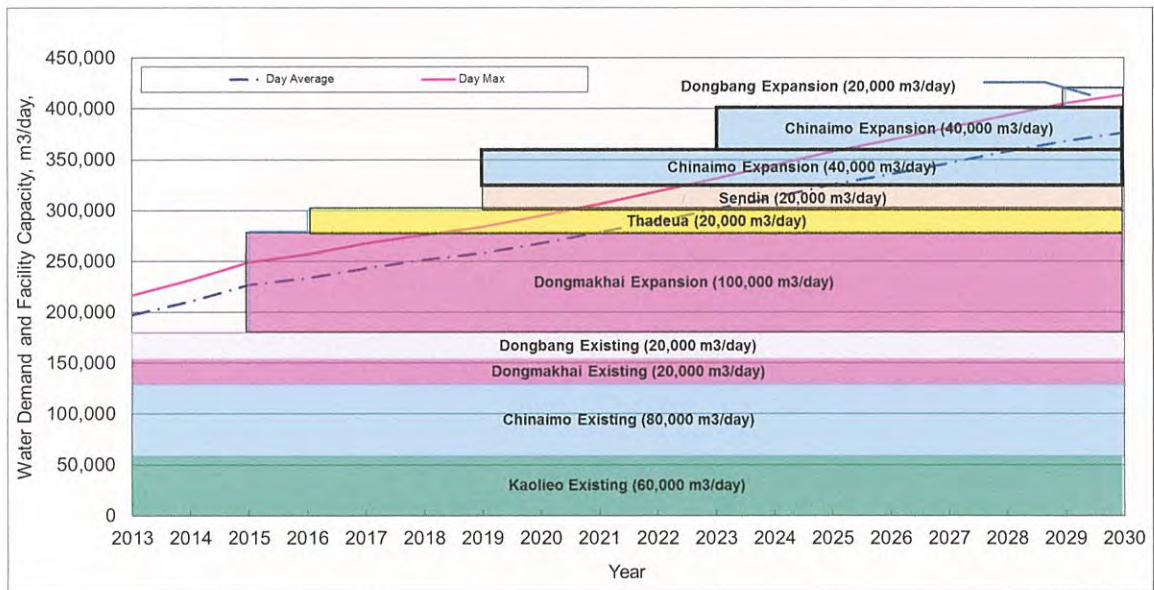 Water Demand and Facility Capacity, m3/day,
450,000
400,000
350,000
300,000
250,000
200,000
150,000
100,000
50,000
0
Day Average
Day Max
Dongbang Expansion (20,000 m3/day)
Chinaimo Expansion (40,000 m3/day)
Chinaimo Expansion (40,000 m3/day)
Sendin (20,000 m3/day)
Thadeua (20,000 m3/day)
Dongmakhai Expansion (100,000 m3/day)
Dongbang Existing (20,000 m3/day)
Dongmakhai Existing (20,000 m3/day)
Chinaimo Existing (80,000 m3/day)
Kaolieo Existing (60,000 m3/day)
2013 2014 2015 2016 2017 2018 2019 2020 2021 2022 2023 2024 2025 2026 2027 2028 2029 2030
Year